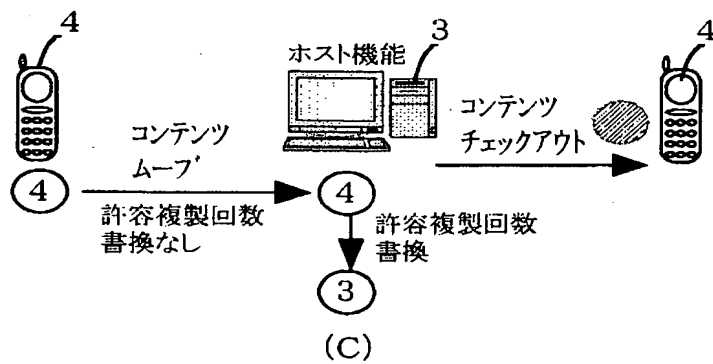 4
ホスト機能
3
4
コンテンツ
ムーブ
コンテンツ
チェックアウト
4
許容複製回数
書換なし
4
許容複製回数
書換
3
(C)